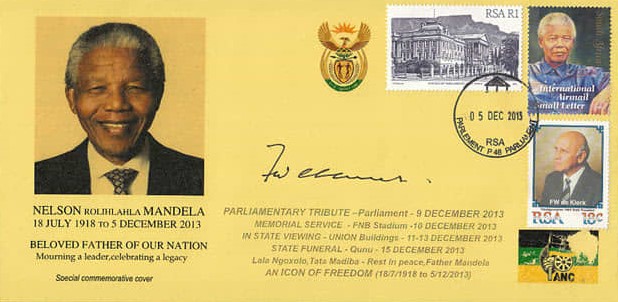 RSA R1
International
Airmail
Small Letter
05 DEC 2013
PARLEMENT P 48 PARLIAMENT
RSA
FW de Klerk
RSA 18c
ANC
NELSON ROLIHLAHLA MANDELA
18 JULY 1918 TO 5 DECEMBER 2013
BELOVED FATHER OF OUR NATION
Mourning a leader,celebrating a legacy
Special commemorative cover
PARLIAMENTARY TRIBUTE –Parliament - 9 DECEMBER 2013
MEMORIAL SERVICE - FNB Stadium -10 DECEMBER 2013
IN STATE VIEWING - UNION Buildings - 11-13 DECEMBER 2013
STATE FUNERAL - Qunu - 15 DECEMBER 2013
Lala Ngoxolo,Tata Madiba - Rest In peace,Father Mandela
AN ICON OF FREEDOM (18/7/1918 to 5/12/2013)